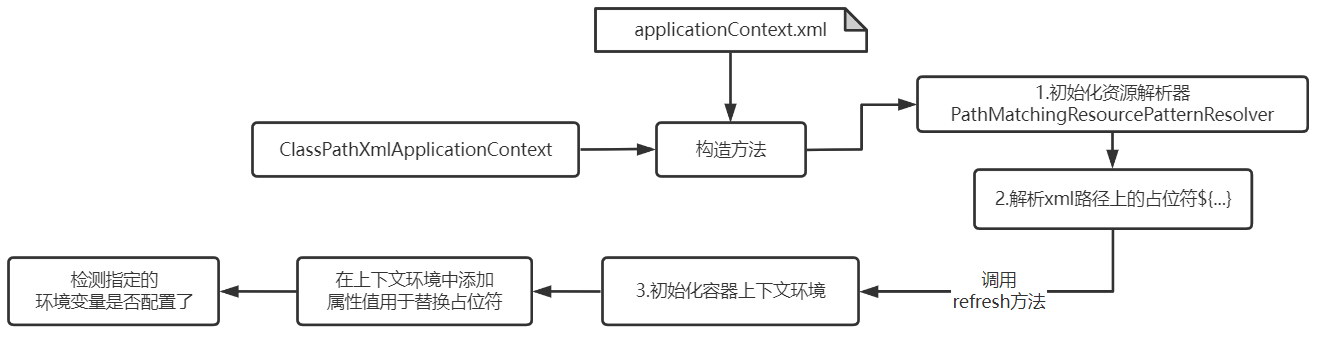 applicationContext.xml
ClassPathXmlApplicationContext
构造方法
1.初始化资源解析器
PathMatchingResourcePatternResolver
2.解析xml路径上的占位符${...}
调用
refresh方法
3.初始化容器上下文环境
在上下文环境中添加
属性值用于替换占位符
检测指定的
环境变量是否配置了